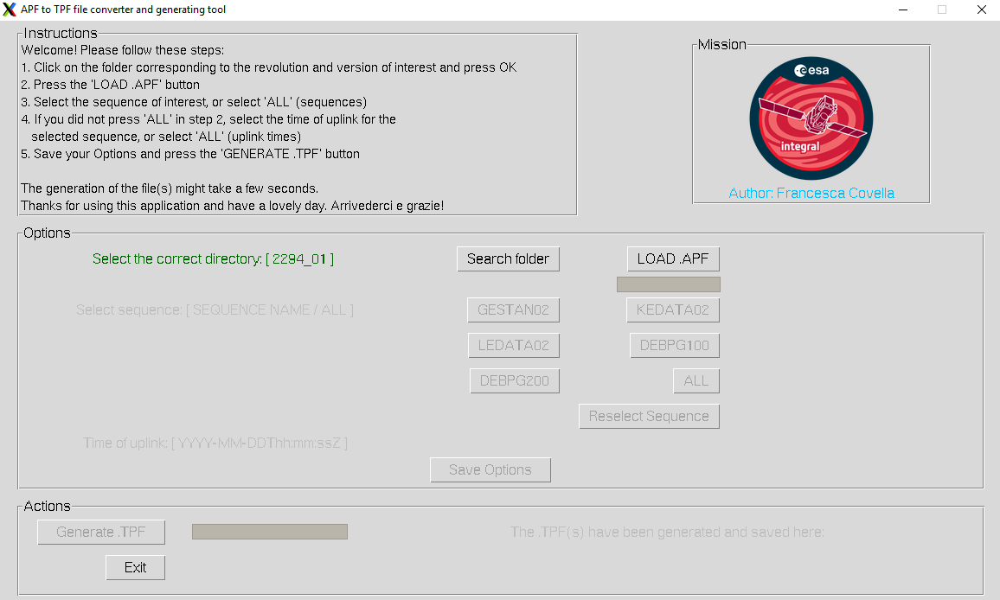 APF to TPF file converter and generating tool
Instructions
Welcome! Please follow these steps:
1. Click on the folder corresponding to the revolution and version of interest and press OK
2. Press the 'LOAD .APF' button
3. Select the sequence of interest, or select 'ALL' (sequences)
4. If you did not press 'ALL' in step 2, select the time of uplink for the
selected sequence, or select 'ALL' (uplink times)
5. Save your Options and press the 'GENERATE .TPF' button
The generation of the file(s) might take a few seconds.
Thanks for using this application and have a lovely day. Arrivederci e grazie!
Mission
esa
integral
Author: Francesca Covella
Options
Select the correct directory: [ 2294_01 ]
Search folder
LOAD .APF
Select sequence: [ SEQUENCE NAME / ALL ]
GESTAN02
KEDATA02
LEDATA02
DEBPG100
DEBPG200
ALL
Reselect Sequence
Time of uplink: [ YYYY-MM-DDThh:mm:ssZ ]
Save Options
Actions
Generate .TPF
The .TPF(s) have been generated and saved here:
Exit